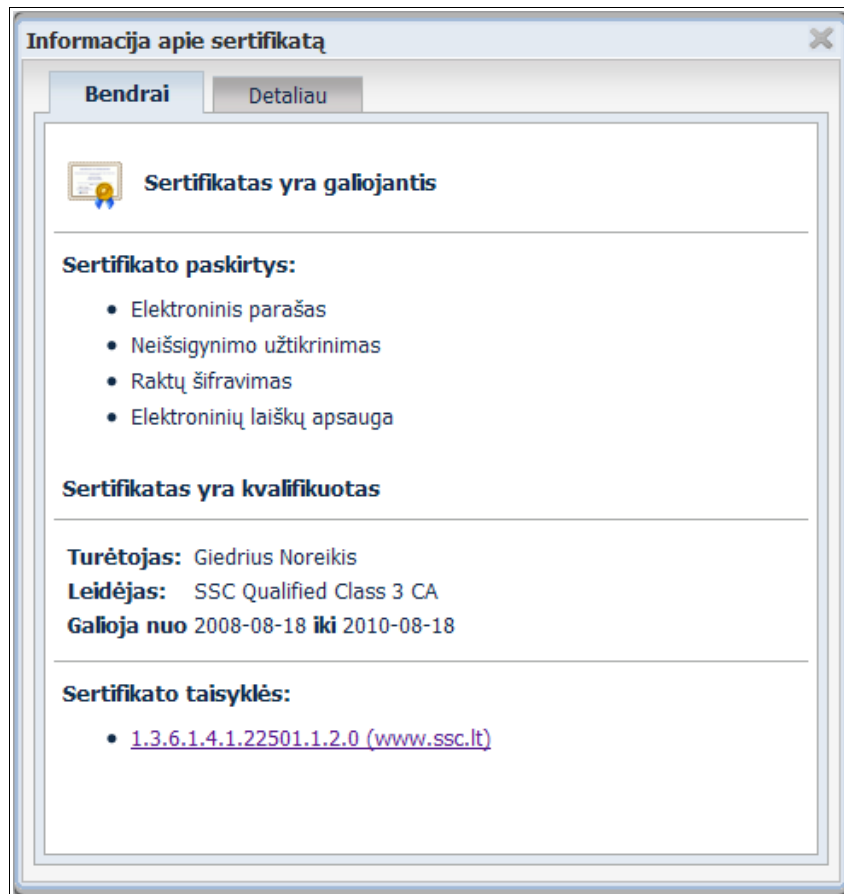 Informacija apie sertifikatą
Bendrai
Detaliau
Sertifikatas yra galiojantis
Sertifikato paskirtys:
• Elektroninis parašas
• Neišsigynimo užtikrinimas
• Raktų šifravimas
• Elektroninių laiškų apsauga
Sertifikatas yra kvalifikuotas
Turėtojas: Giedrius Noreikis
Leidėjas: SSC Qualified Class 3 CA
Galioja nuo 2008-08-18 iki 2010-08-18
Sertifikato taisyklės:
• 1.3.6.1.4.1.22501.1.2.0 (www.ssc.lt)